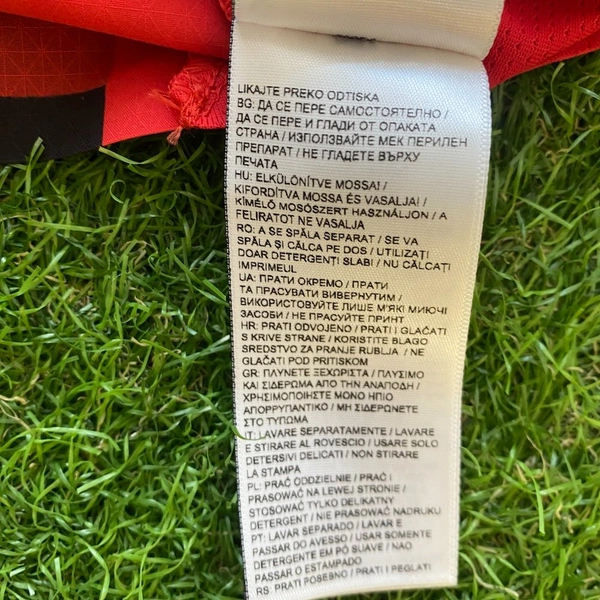 LIKAJTE PREKO ODTISKA
BG: ДА СЕ ПЕРЕ САМОСТОЯТЕЛНО /
ДА СЕ ПЕРЕ И ГЛАДИ ОТ ОПАКАТА
СТРАНА / ИЗПОЛЗВАЙТЕ МЕК ПЕРИЛЕН
ПРЕПАРАТ / НЕ ГЛАДЕТЕ ВЪРХУ
ПЕЧАТА
HU: ELKÜLÖNÍTVE MOSSA! /
KIFORDÍTVA MOSSA ÉS VASALJA! /
KÍMÉLŐ MOSÓSZERT HASZNÁLJON / A
FELIRATOT NE VASALJA
RO: A SE SPĂLA SEPARAT / SE VA
SPĂLA ȘI CĂLCA PE DOS / UTILIZAȚI
DOAR DETERGENȚI SLABI / NU CĂLCAȚI
IMPRIMEUL
UA: ПРАТИ ОКРЕМО / ПРАТИ
ТА ПРАСУВАТИ ВИВЕРНУТИМ /
ВИКОРИСТОВУЙТЕ ЛИШЕ М'ЯКІ МИЮЧІ
ЗАСОБИ / НЕ ПРАСУЙТЕ ПРИНТ
HR: PRATI ODVOJENO / PRATI I GLAČATI
S KRIVE STRANE / KORISTITE BLAGO
SREDSTVO ZA PRANJE RUBLJA / NE
GLAČATI POD PRITISKOM
GR: ΠΛΥΝΕΤΕ ΞΕΧΩΡΙΣΤΑ / ΠΛΥΣΙΜΟ
ΚΑΙ ΣΙΔΕΡΩΜΑ ΑΠΟ ΤΗΝ ΑΝΑΠΟΔΗ /
ΧΡΗΣΙΜΟΠΟΙΗΣΤΕ ΜΟΝΟ ΗΠΙΟ
ΑΠΟΡΡΥΠΑΝΤΙΚΟ / ΜΗ ΣΙΔΕΡΩΝΕΤΕ
ΣΤΟ ΤΥΠΩΜΑ
IT: LAVARE SEPARATAMENTE / LAVARE
E STIRARE AL ROVESCIO / USARE SOLO
DETERSIVI DELICATI / NON STIRARE
LA STAMPA
PL: PRAĆ ODDZIELNIE / PRAĆ I
PRASOWAĆ NA LEWEJ STRONIE /
STOSOWAĆ TYLKO DELIKATNY
DETERGENT / NIE PRASOWAĆ NADRUKU
PT: LAVAR SEPARADO / LAVAR E
PASSAR DO AVESSO / USAR SOMENTE
DETERGENTE EM PÓ SUAVE / NÃO
PASSAR O ESTAMPADO
RS: PRATI POSEBNO / PRATI I PEGLATI